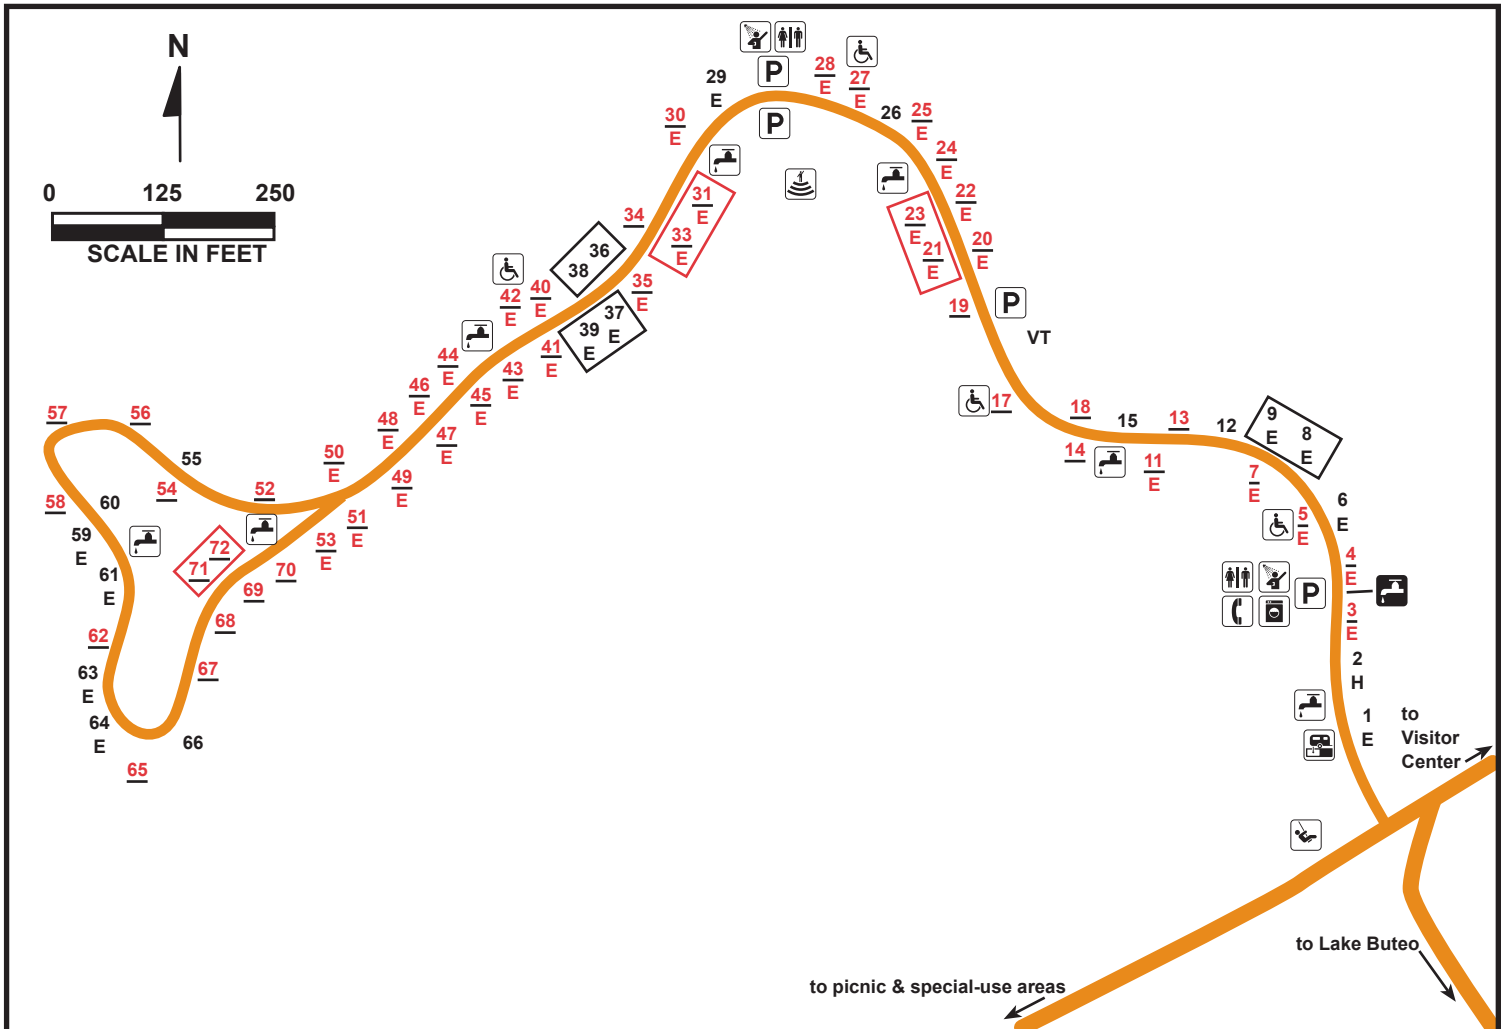 N
0 125 250
SCALE IN FEET
P
P
29
E
28
E
27
E
26
25
E
24
E
22
E
23
E
21
E
20
E
19
P
VT
30
E
31
E
33
E
34
36
38
35
E
37
E
39
E
40
E
42
E
41
E
43
E
44
E
45
E
46
E
47
E
48
E
49
E
50
E
51
E
53
E
52
54
55
56
57
58
60
59
E
61
E
62
63
E
64
E
65
66
67
68
69
70
72
71
17
18
14
15
13
11
E
12
9
E
8
E
7
E
6
E
5
E
4
E
P
3
E
2
H
1
E
to
Visitor
Center
to Lake Buteo
to picnic & special-use areas